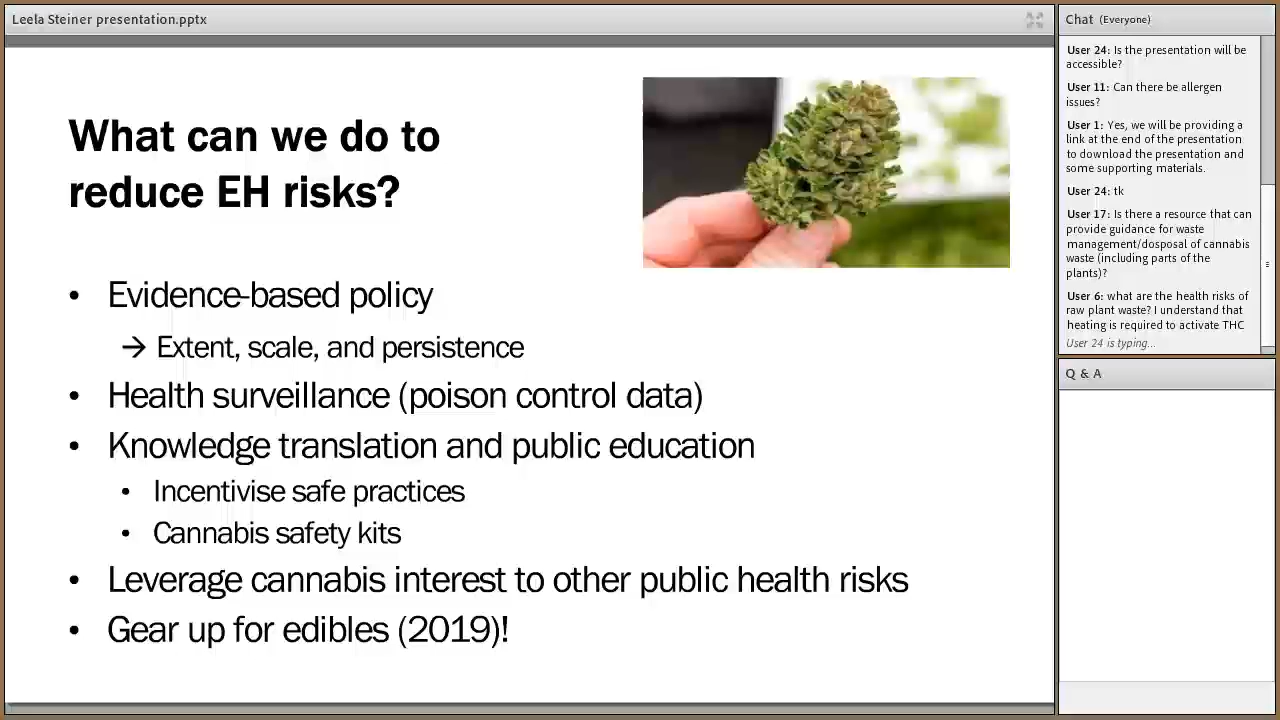 Leela Steiner presentation.pptx
What can we do to
reduce EH risks?
• Evidence-based policy
→ Extent, scale, and persistence
• Health surveillance (poison control data)
• Knowledge translation and public education
• Incentivise safe practices
• Cannabis safety kits
• Leverage cannabis interest to other public health risks
• Gear up for edibles (2019)!
Chat (Everyone)
User 24: Is the presentation will be
accessible?
User 11: Can there be allergen
issues?
User 1: Yes, we will be providing a
link at the end of the presentation
to download the presentation and
some supporting materials.
User 24: tk
User 17: Is there a resource that can
provide guidance for waste
management/dosposal of cannabis
waste (including parts of the
plants)?
User 6: what are the health risks of
raw plant waste? I understand that
heating is required to activate THC
User 24 is typing...
Q & A